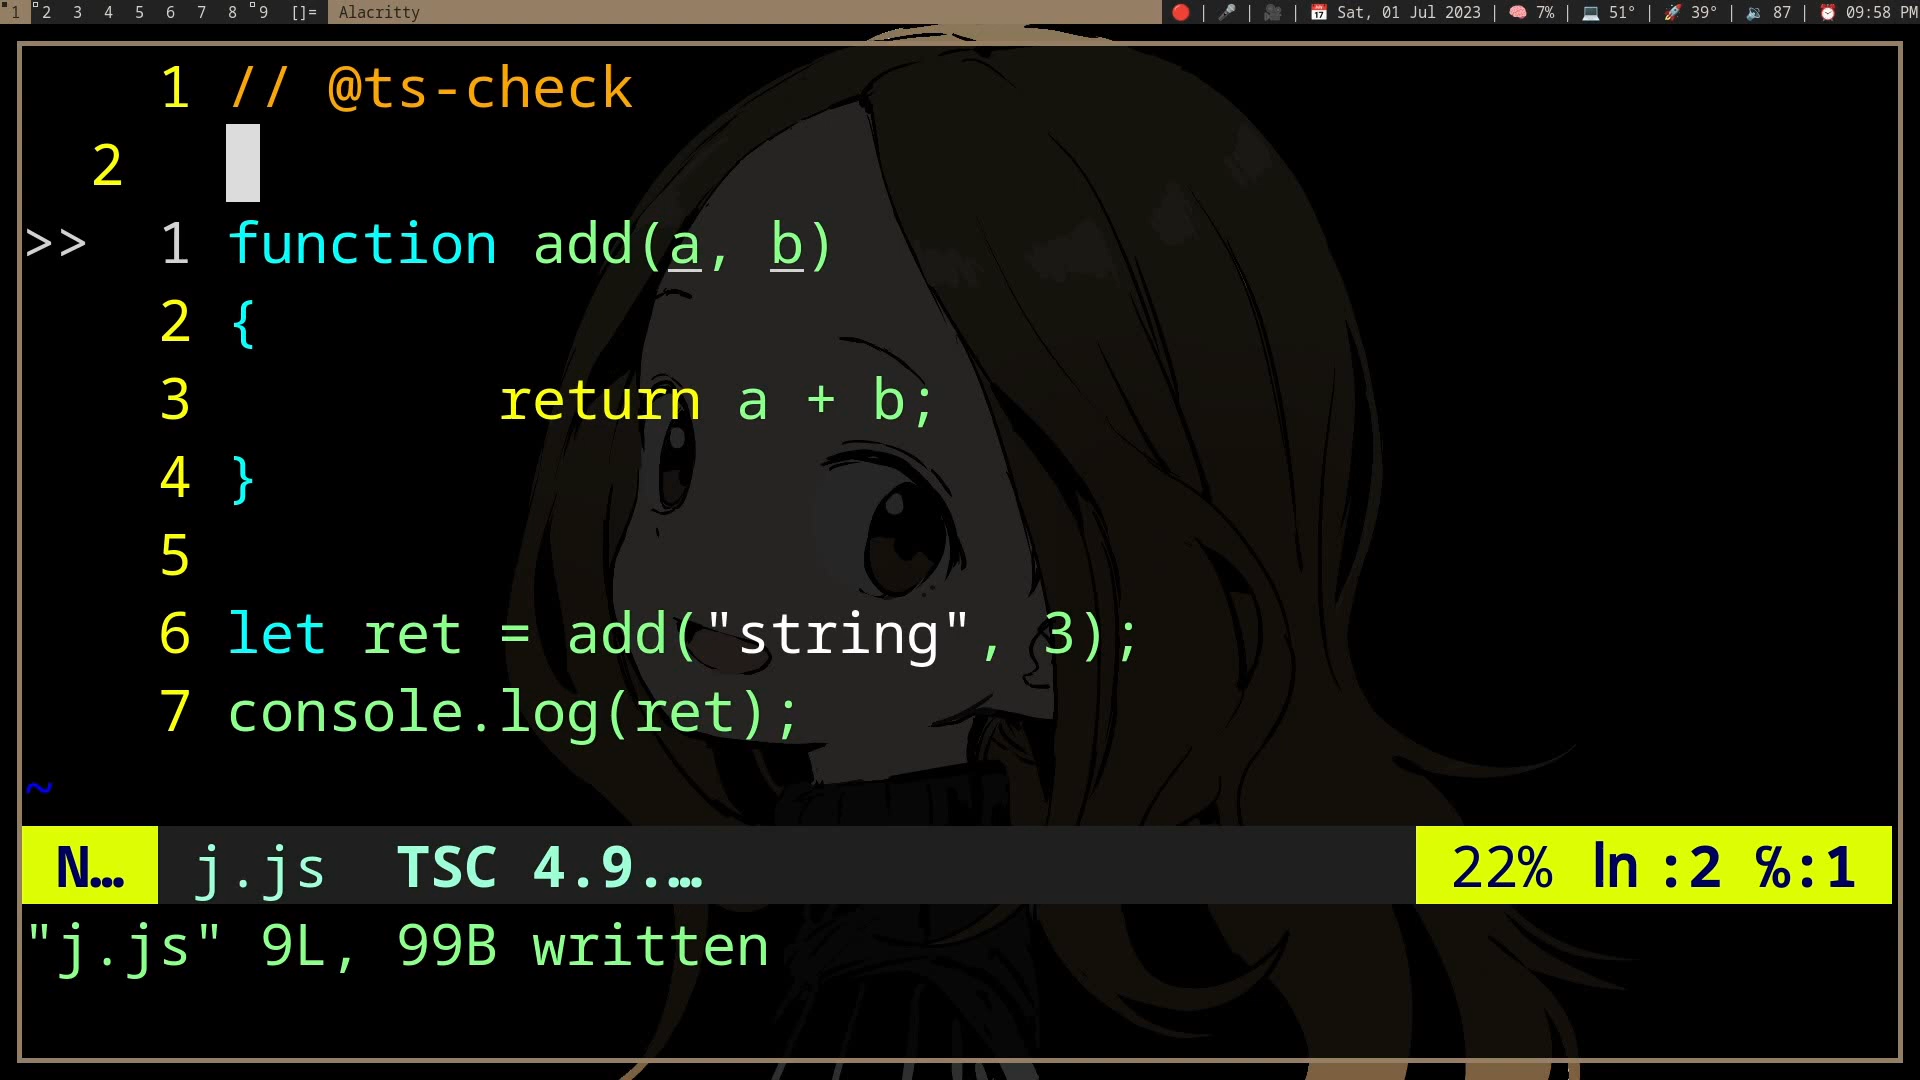 1 2 3 4 5 6 7 8 9 []= Alacritty | | | Sat, 01 Jul 2023 | 7% | 51° | 39° | 87 | 09:58 PM
1 // @ts-check
2
>> 1 function add(a, b)
2 {
3 return a + b;
4 }
5
6 let ret = add("string", 3);
7 console.log(ret);
~
N… j.js TSC 4.9.… 22% ln :2 ℅:1
"j.js" 9L, 99B written